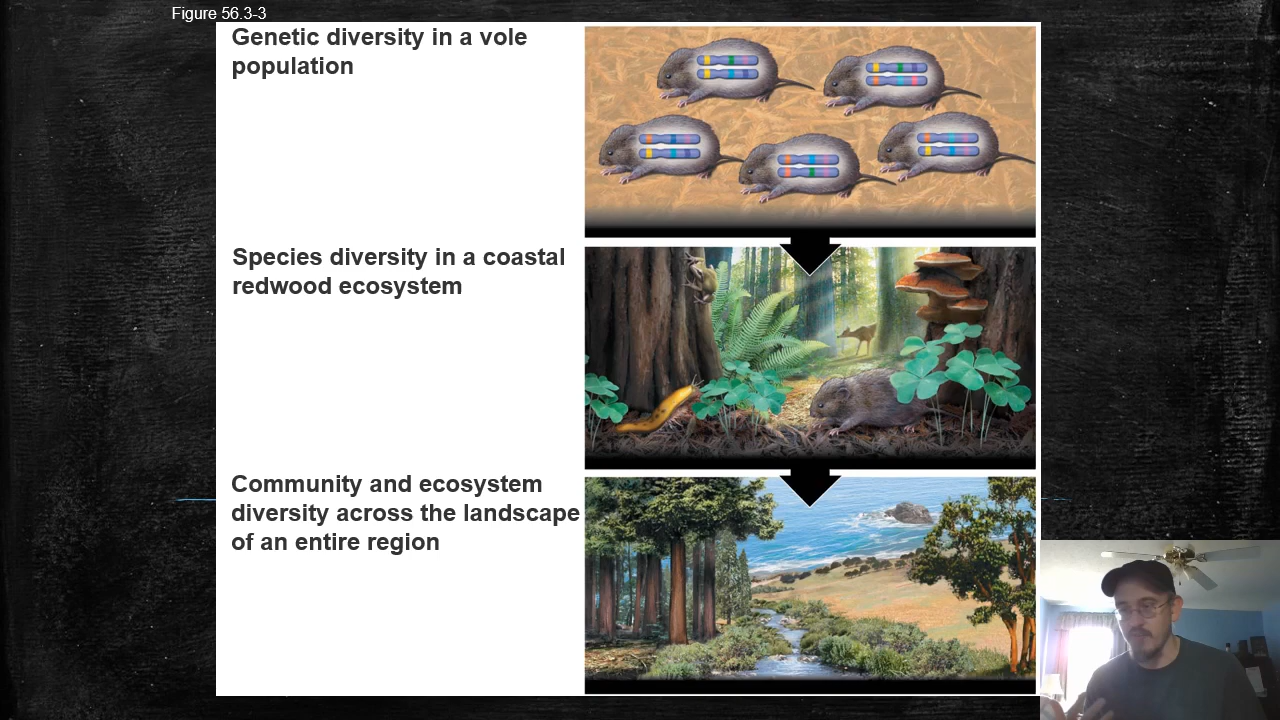 Figure 56.3-3
Genetic diversity in a vole
population
Species diversity in a coastal
redwood ecosystem
Community and ecosystem
diversity across the landscape
of an entire region